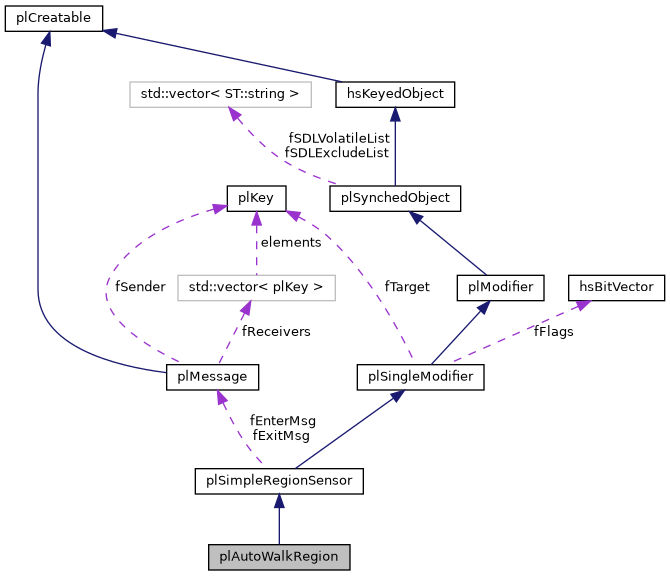 plCreatable
std::vector< ST::string >
hsKeyedObject
fSDLVolatileList
fSDLExcludeList
plKey
plSynchedObject
elements
fSender
std::vector< plKey >
fTarget
plModifier
hsBitVector
fReceivers
fFlags
plMessage
plSingleModifier
fEnterMsg
fExitMsg
plSimpleRegionSensor
plAutoWalkRegion